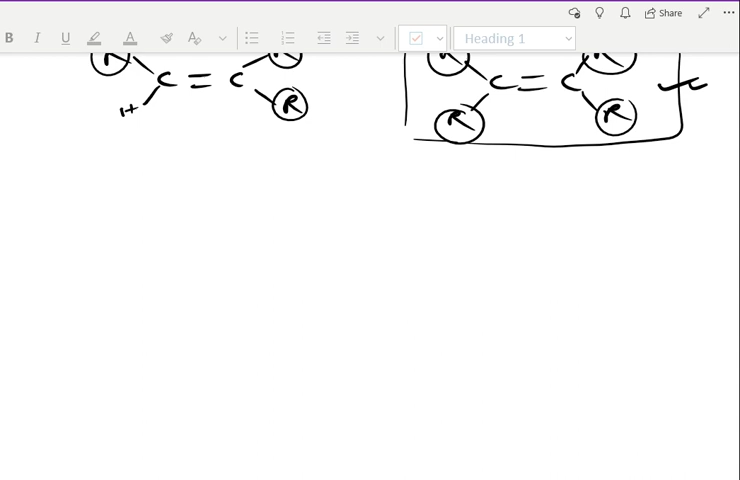 Share
B I U A A Heading 1
R R R R
C = C C = C
H R R R